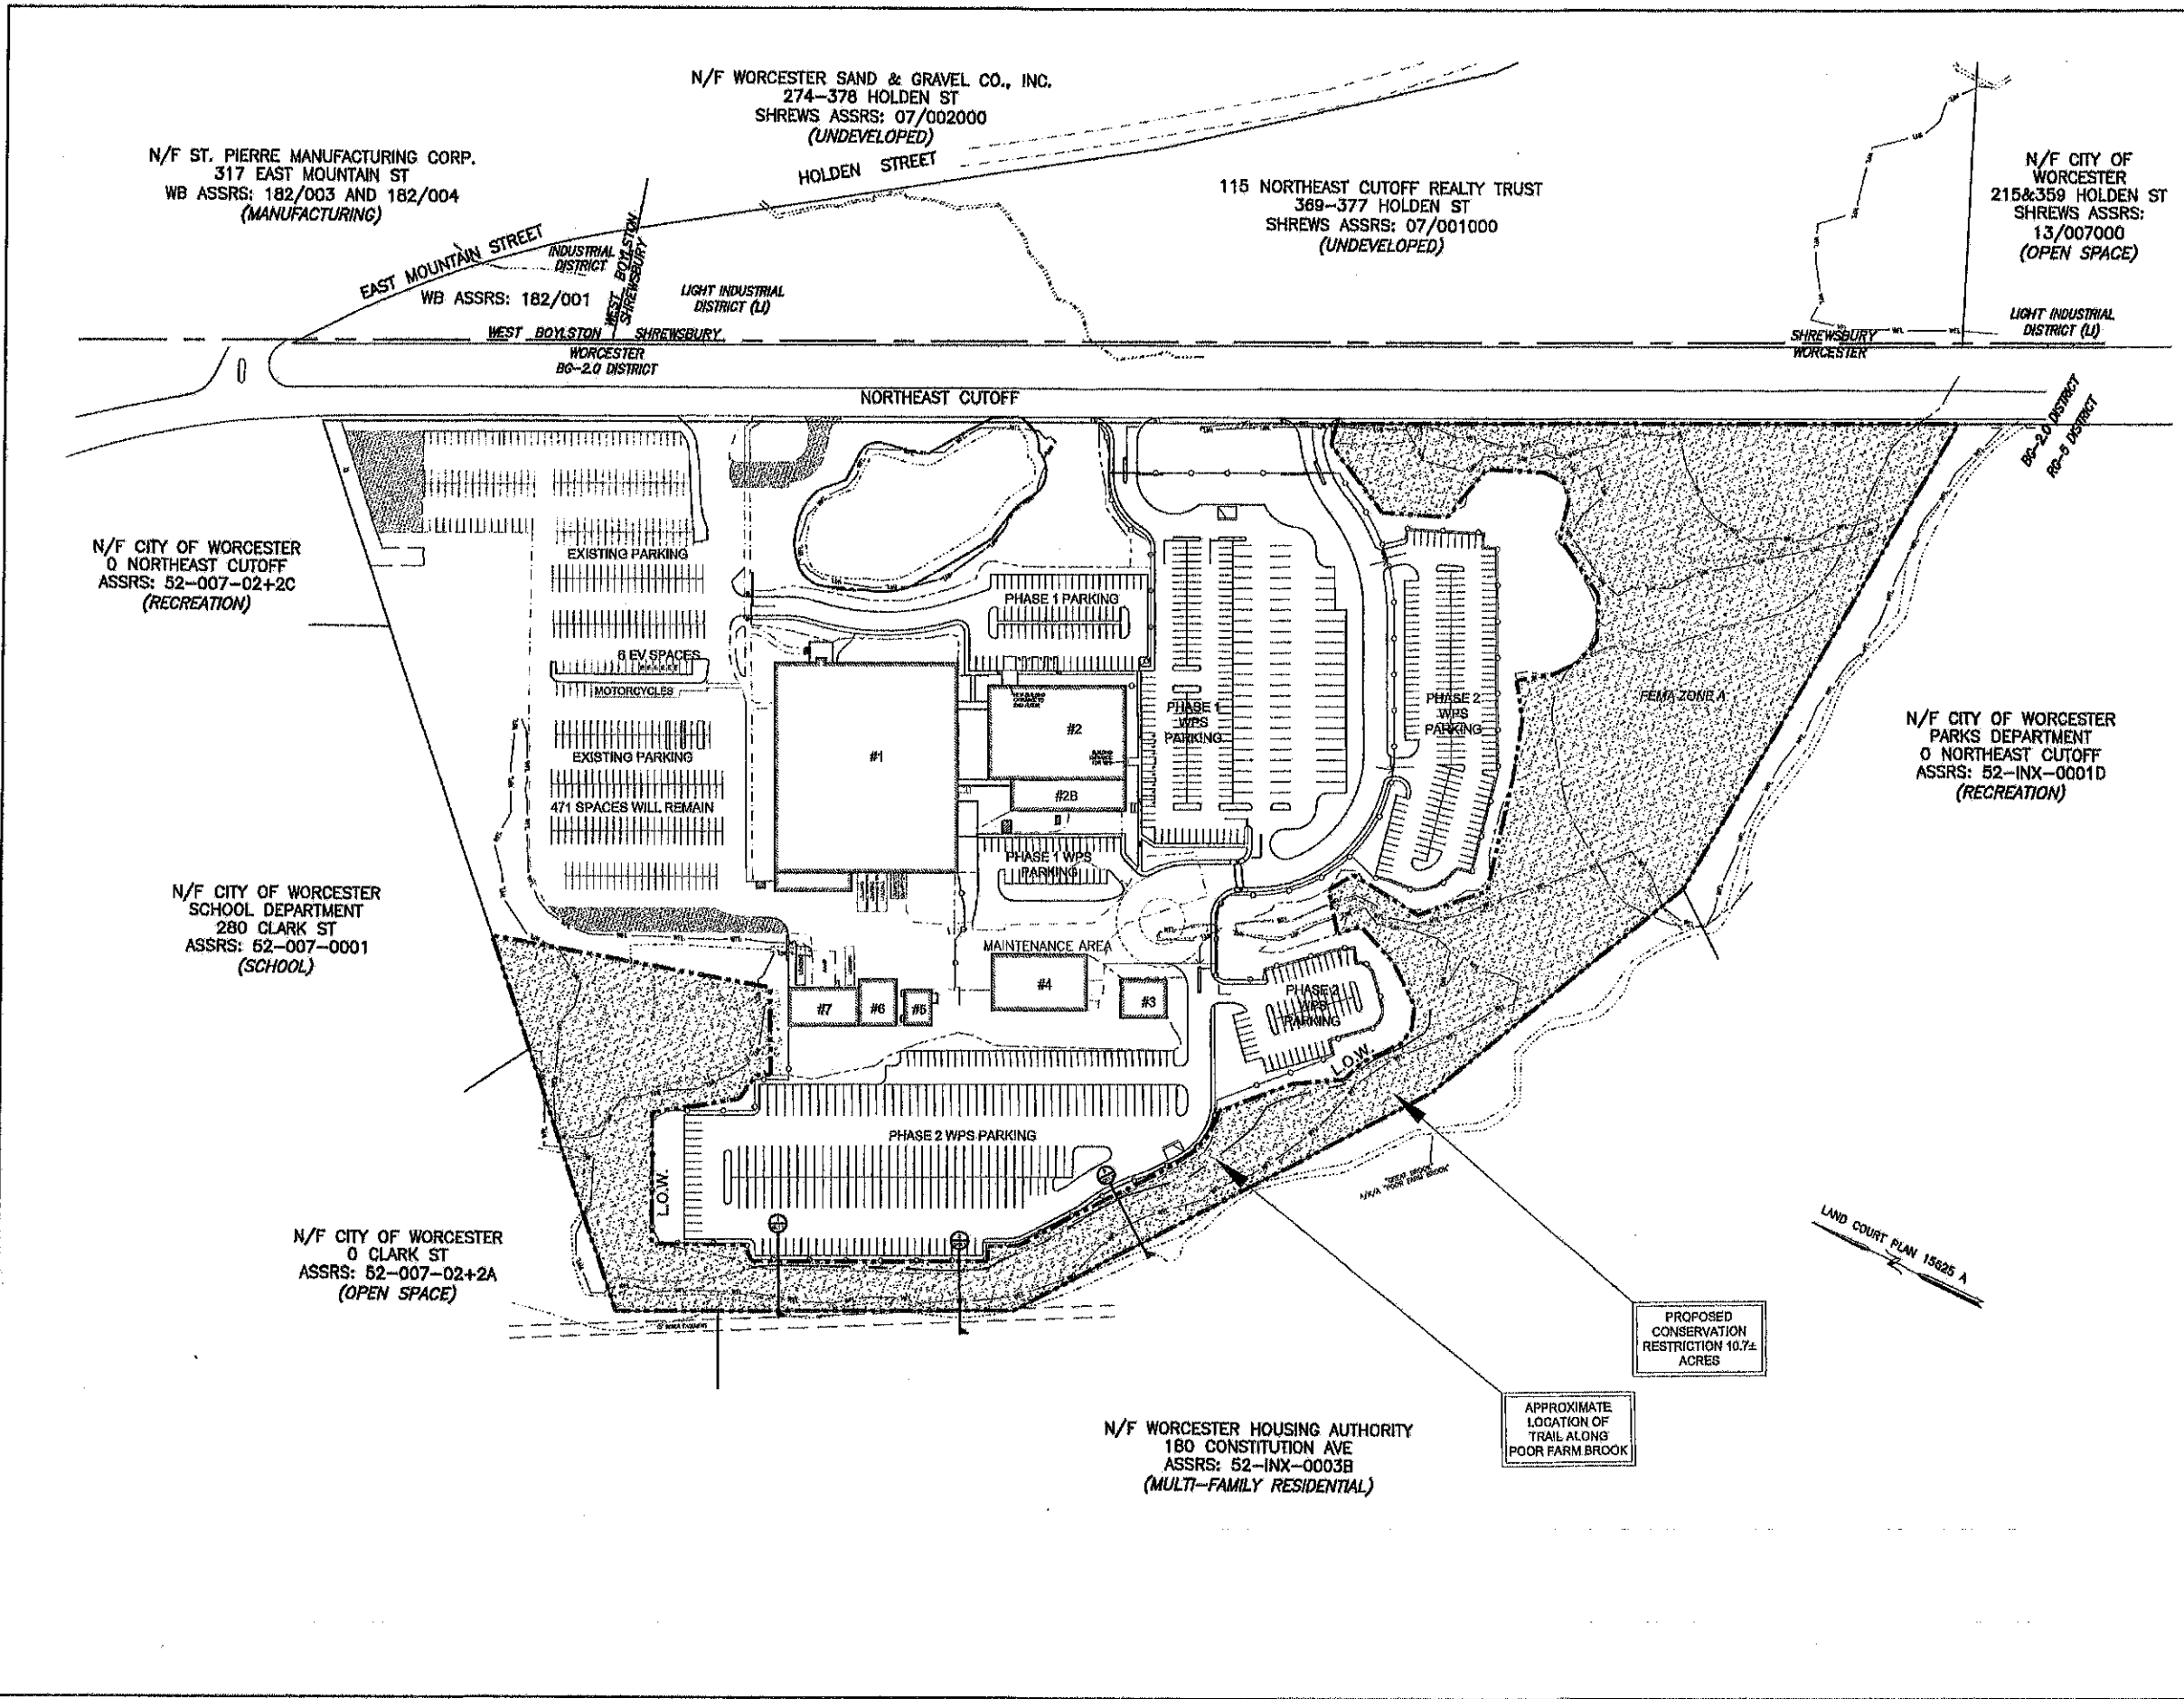 N/F WORCESTER SAND & GRAVEL CO., INC.
274-378 HOLDEN ST
SHREWS ASSRS: 07/002000
(UNDEVELOPED)
N/F ST. PIERRE MANUFACTURING CORP.
317 EAST MOUNTAIN ST
WB ASSRS: 182/003 AND 182/004
(MANUFACTURING)
HOLDEN STREET
115 NORTHEAST CUTOFF REALTY TRUST
369-377 HOLDEN ST
SHREWS ASSRS: 07/001000
(UNDEVELOPED)
N/F CITY OF
WORCESTER
215&359 HOLDEN ST
SHREWS ASSRS:
13/007000
(OPEN SPACE)
EAST MOUNTAIN STREET
INDUSTRIAL
DISTRICT
WEST BOYLSTON
SHREWSBURY
WB ASSRS: 182/001
LIGHT INDUSTRIAL
DISTRICT (LI)
LIGHT INDUSTRIAL
DISTRICT (LI)
WEST BOYLSTON
SHREWSBURY
WORCESTER
BG-2.0 DISTRICT
SHREWSBURY
WORCESTER
NORTHEAST CUTOFF
BG-2.0 DISTRICT
RG-5 DISTRICT
N/F CITY OF WORCESTER
0 NORTHEAST CUTOFF
ASSRS: 52-007-02+2C
(RECREATION)
EXISTING PARKING
PHASE 1 PARKING
6 EV SPACES
MOTORCYCLES
EXISTING PARKING
471 SPACES WILL REMAIN
#1
#2
#2B
PHASE 1
WPS
PARKING
PHASE 2
WPS
PARKING
FEMA ZONE A
N/F CITY OF WORCESTER
PARKS DEPARTMENT
0 NORTHEAST CUTOFF
ASSRS: 52-INX-0001D
(RECREATION)
PHASE 1 WPS
PARKING
N/F CITY OF WORCESTER
SCHOOL DEPARTMENT
280 CLARK ST
ASSRS: 52-007-0001
(SCHOOL)
MAINTENANCE AREA
#7
#6
#5
#4
#3
PHASE 2
WPS
PARKING
L.O.W.
PHASE 2 WPS PARKING
L.O.W.
"GREAT BROOK"
A/K/A "POOR FARM BROOK"
N/F CITY OF WORCESTER
0 CLARK ST
ASSRS: 52-007-02+2A
(OPEN SPACE)
LAND COURT PLAN 15625 A
PROPOSED
CONSERVATION
RESTRICTION 10.7±
ACRES
APPROXIMATE
LOCATION OF
TRAIL ALONG
POOR FARM BROOK
N/F WORCESTER HOUSING AUTHORITY
180 CONSTITUTION AVE
ASSRS: 52-INX-0003B
(MULTI-FAMILY RESIDENTIAL)